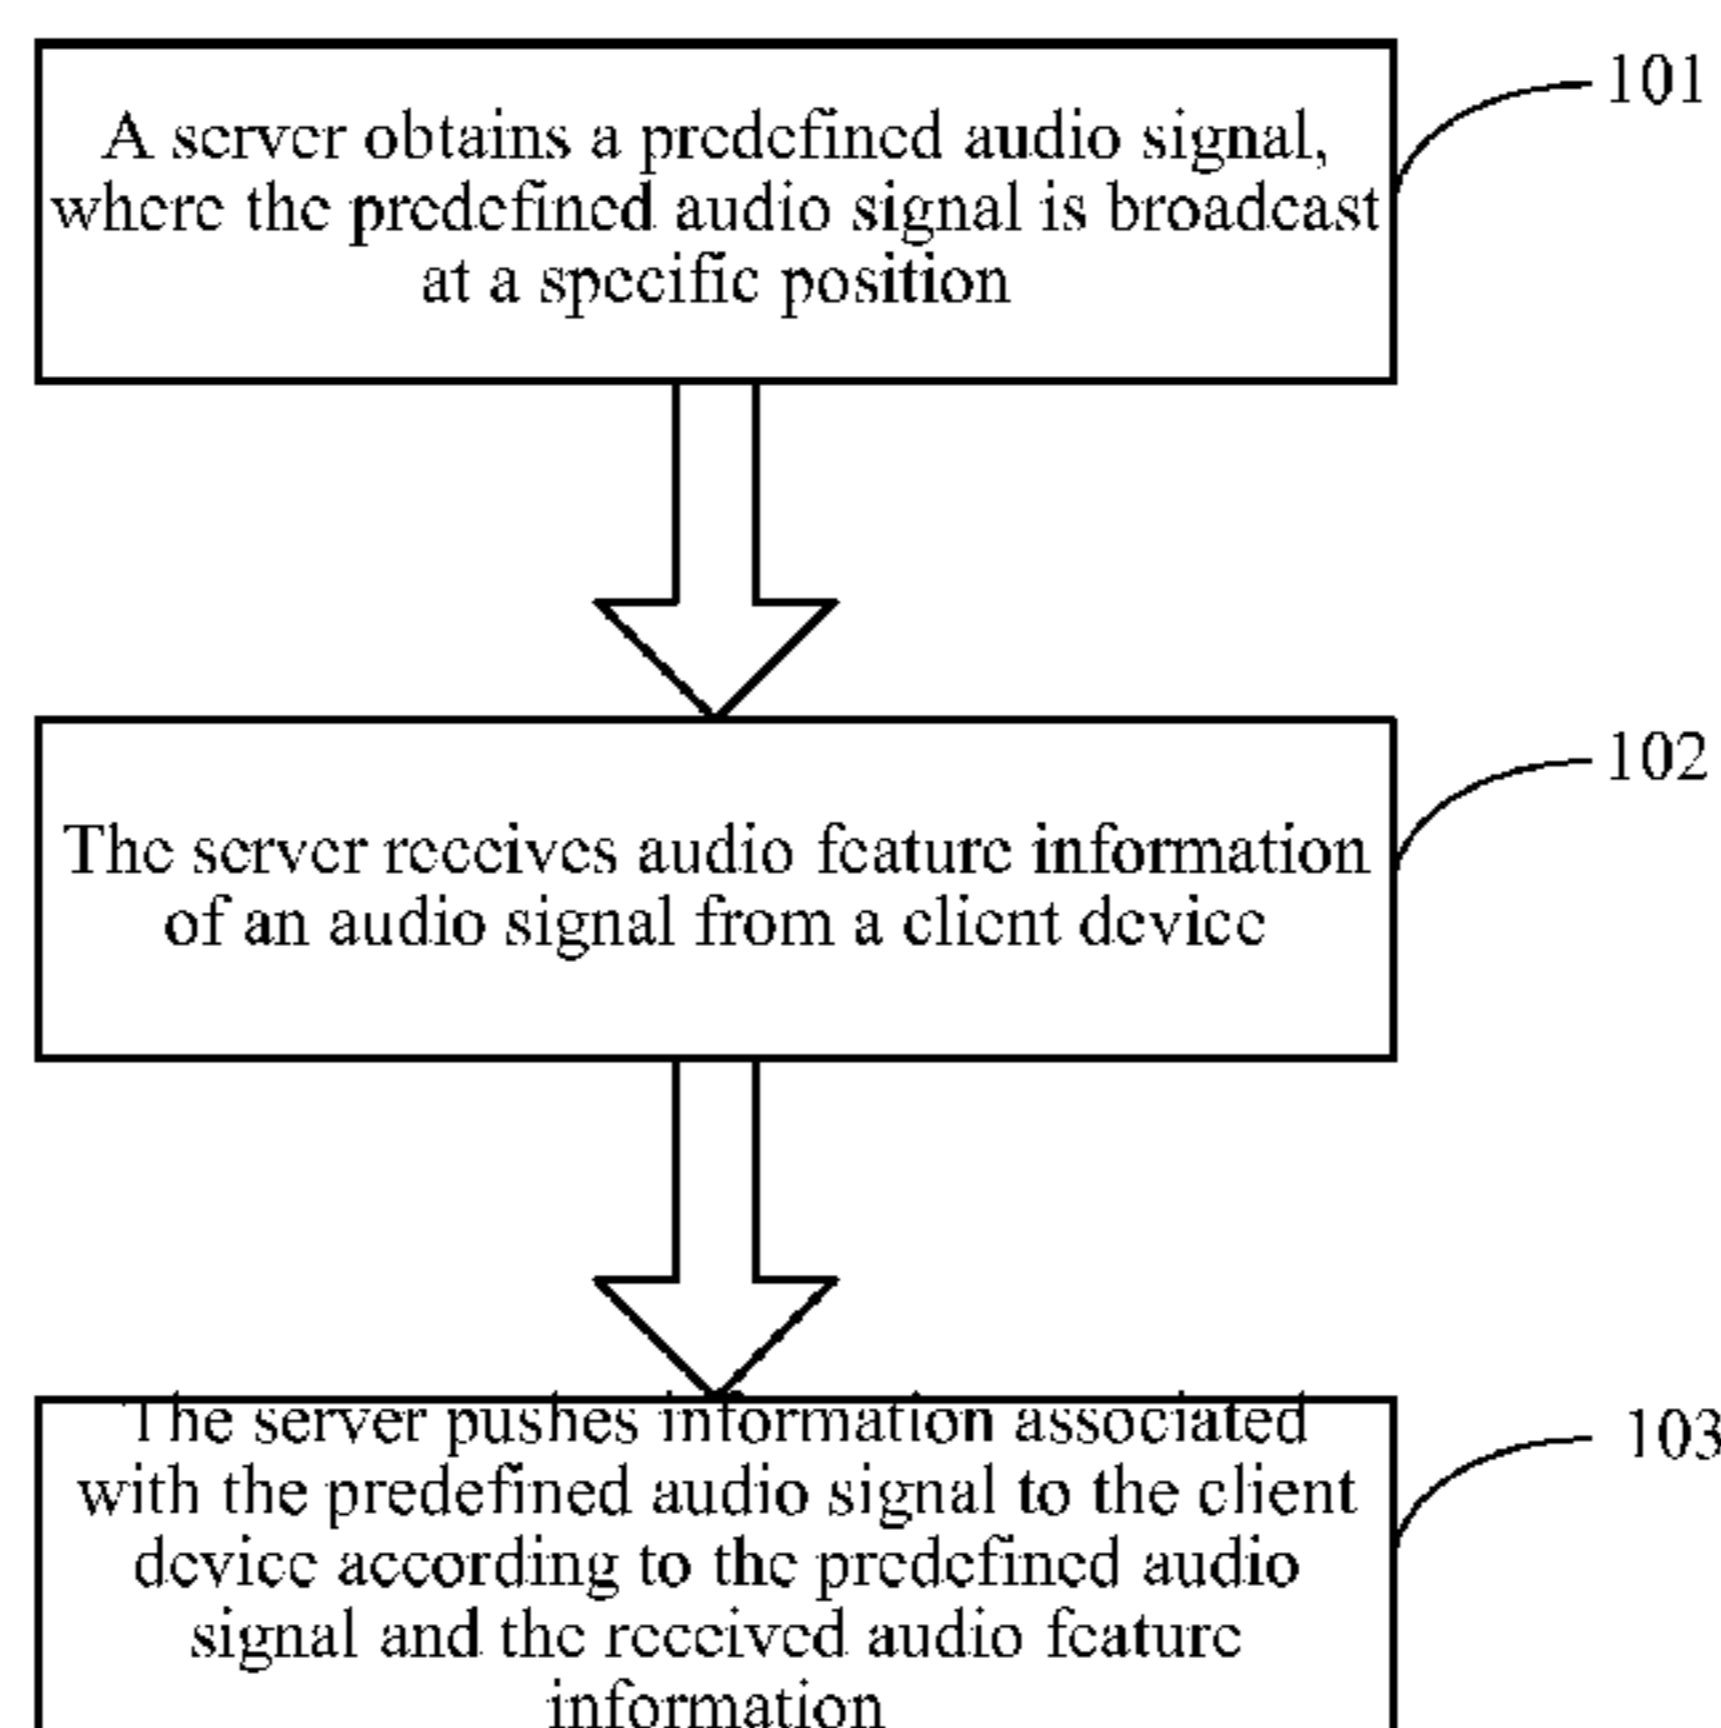 101
A server obtains a predefined audio signal,
where the predefined audio signal is broadcast
at a specific position
102
The server receives audio feature information
of an audio signal from a client device
103
The server pushes information associated
with the predefined audio signal to the client
device according to the predefined audio
signal and the received audio feature
information